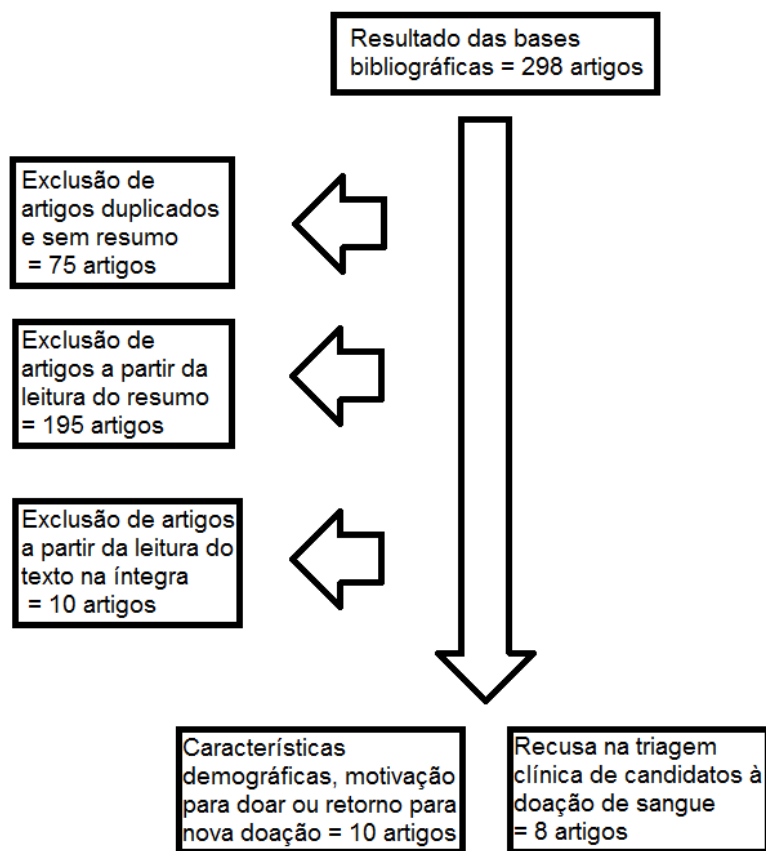 Resultado das bases
bibliográficas = 298 artigos
Exclusão de
artigos duplicados
e sem resumo
= 75 artigos
Exclusão de
artigos a partir da
leitura do resumo
= 195 artigos
Exclusão de artigos
a partir da leitura do
texto na íntegra
= 10 artigos
Características
demográficas, motivação
para doar ou retorno para
nova doação = 10 artigos
Recusa na triagem
clínica de candidatos à
doação de sangue
= 8 artigos